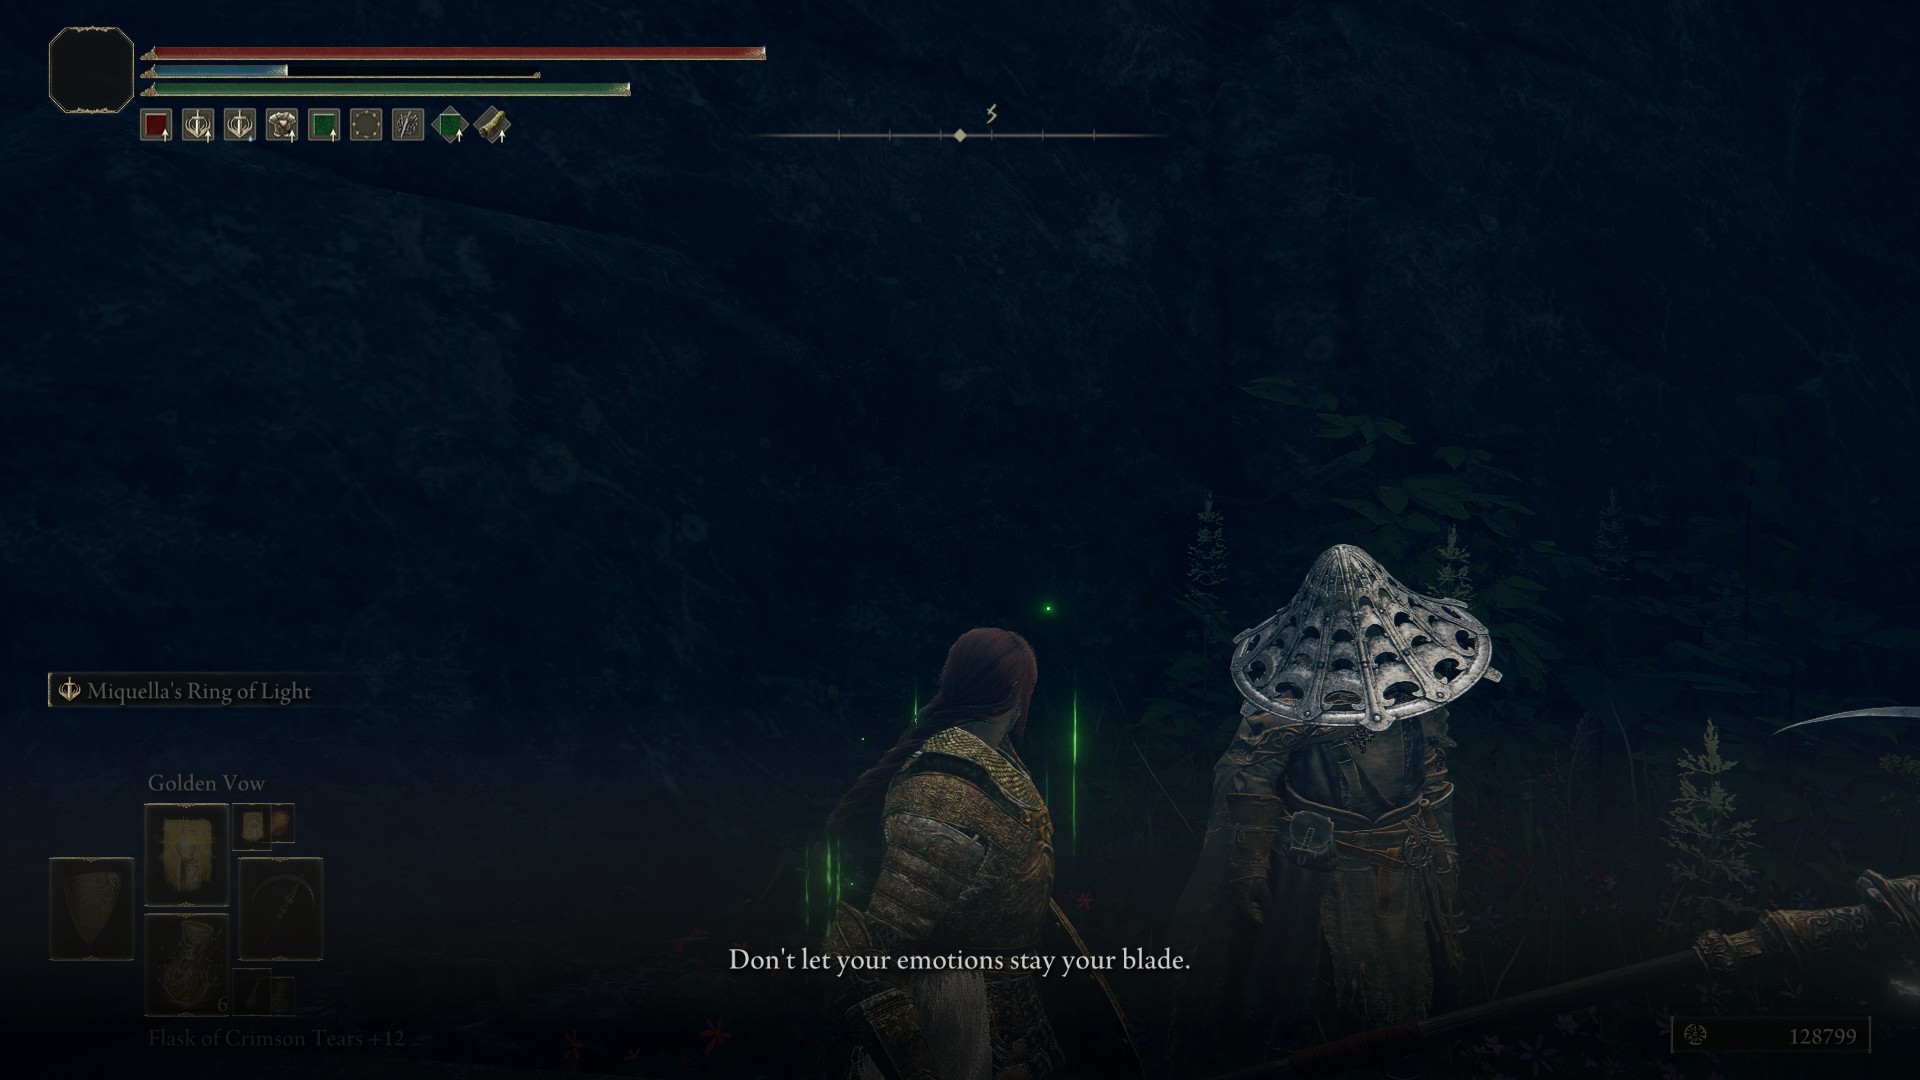 S
Miquella's Ring of Light
Golden Vow
6
Flask of Crimson Tears +12
Don't let your emotions stay your blade.
128799